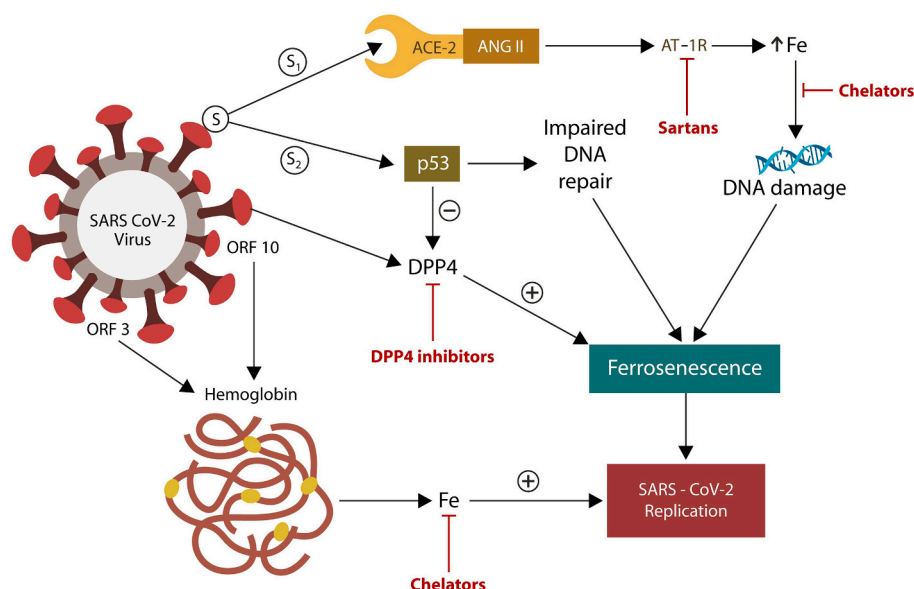 ACE-2
ANG II
AT-1R
↑Fe
S₁
S
Chelators
Sartans
Impaired
DNA
repair
S₂
p53
DNA damage
SARS CoV-2
Virus
−
ORF 10
DPP4
+
ORF 3
DPP4 inhibitors
Ferrosenescence
Hemoglobin
+
Fe
SARS - CoV-2
Replication
Chelators